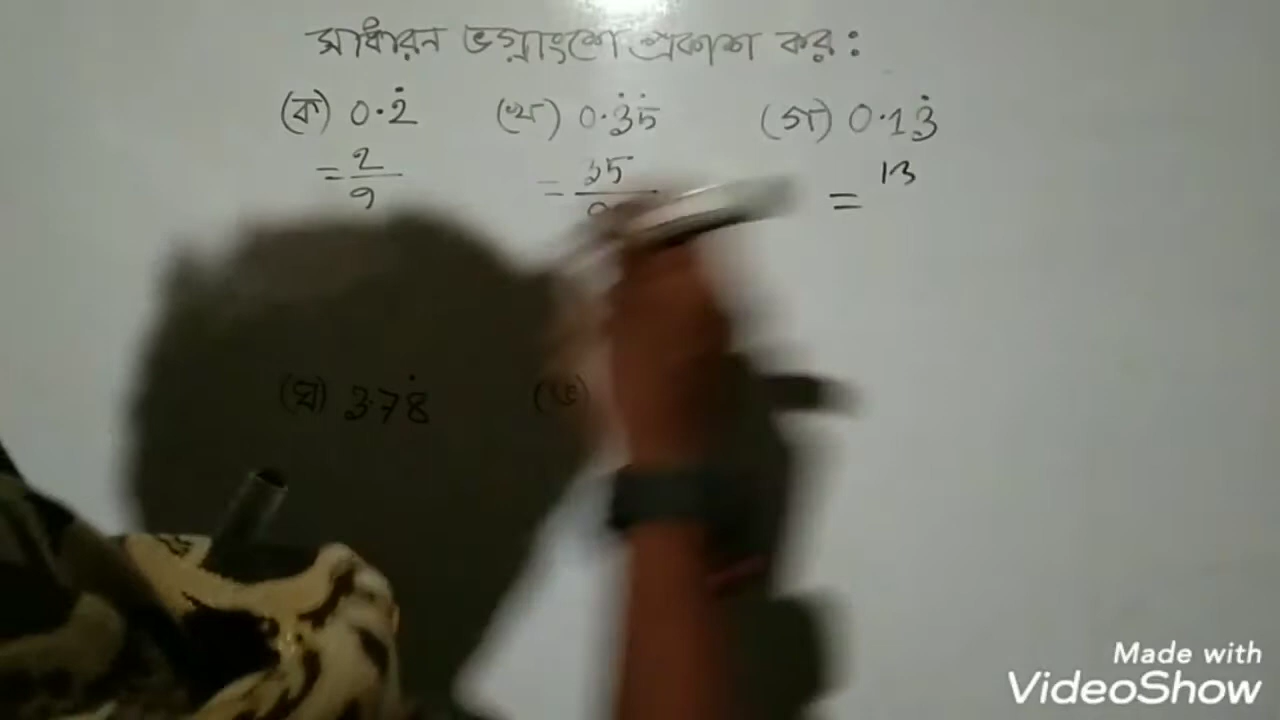 সাধারন ভগ্নাংশে প্রকাশ কর:
(ক) 0.2̇ (খ) 0.3̇5̇ (গ) 0.13̇
= 2/9 = 35/9 = 13
(ঘ) 3.78̇ (ঙ)
Made with
VideoShow